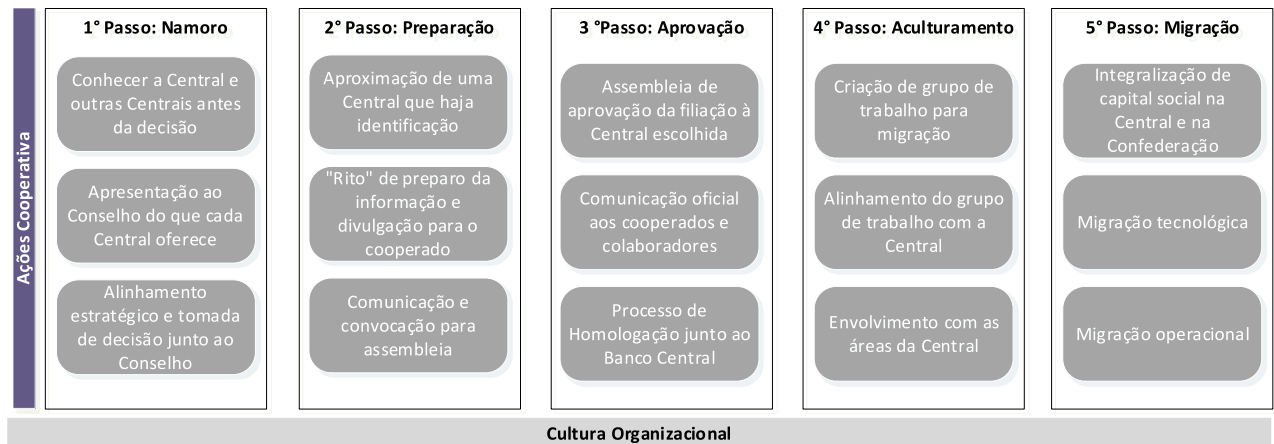 Ações Cooperativa
1° Passo: Namoro
Conhecer a Central e
outras Centrais antes
da decisão
Apresentação ao
Conselho do que cada
Central oferece
Alinhamento
estratégico e tomada
de decisão junto ao
Conselho
2° Passo: Preparação
Aproximação de uma
Central que haja
identificação
"Rito" de preparo da
informação e
divulgação para o
cooperado
Comunicação e
convocação para
assembleia
3 °Passo: Aprovação
Assembleia de
aprovação da filiação à
Central escolhida
Comunicação oficial
aos cooperados e
colaboradores
Processo de
Homologação junto ao
Banco Central
4° Passo: Aculturamento
Criação de grupo de
trabalho para
migração
Alinhamento do grupo
de trabalho com a
Central
Envolvimento com as
áreas da Central
5° Passo: Migração
Integralização de
capital social na
Central e na
Confederação
Migração tecnológica
Migração operacional
Cultura Organizacional